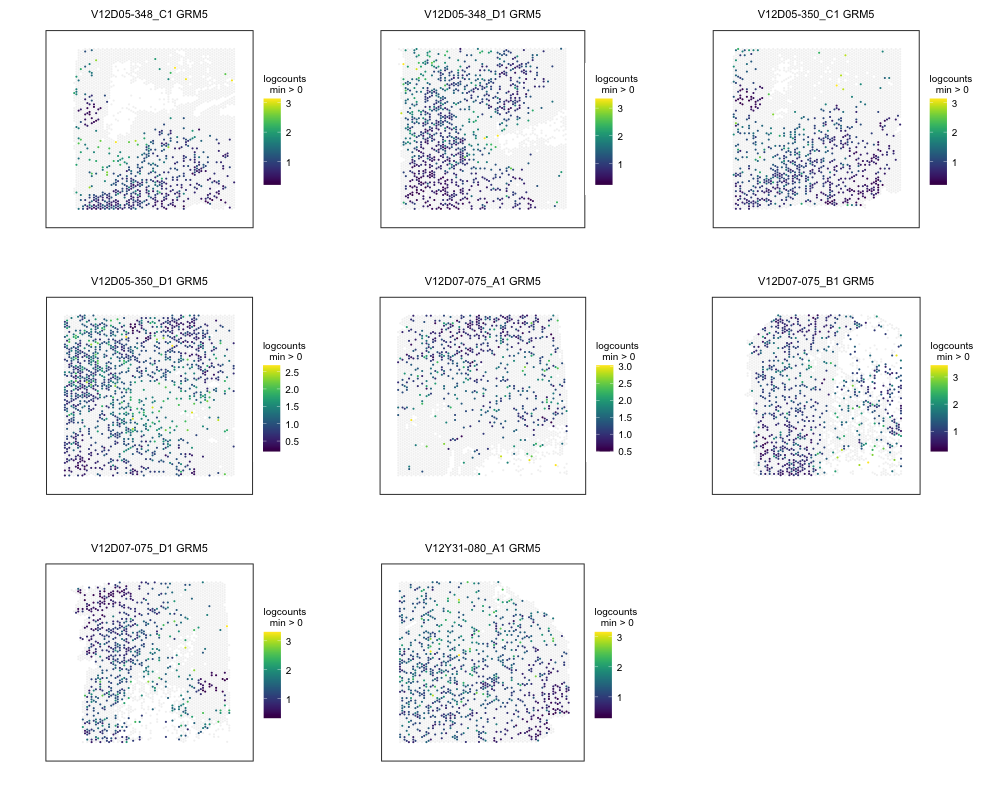 V12D05-348_C1 GRM5
logcounts
min > 0
3
2
1
V12D05-348_D1 GRM5
logcounts
min > 0
3
2
1
V12D05-350_C1 GRM5
logcounts
min > 0
3
2
1
V12D05-350_D1 GRM5
logcounts
min > 0
2.5
2.0
1.5
1.0
0.5
V12D07-075_A1 GRM5
logcounts
min > 0
3.0
2.5
2.0
1.5
1.0
0.5
V12D07-075_B1 GRM5
logcounts
min > 0
3
2
1
V12D07-075_D1 GRM5
logcounts
min > 0
3
2
1
V12Y31-080_A1 GRM5
logcounts
min > 0
3
2
1